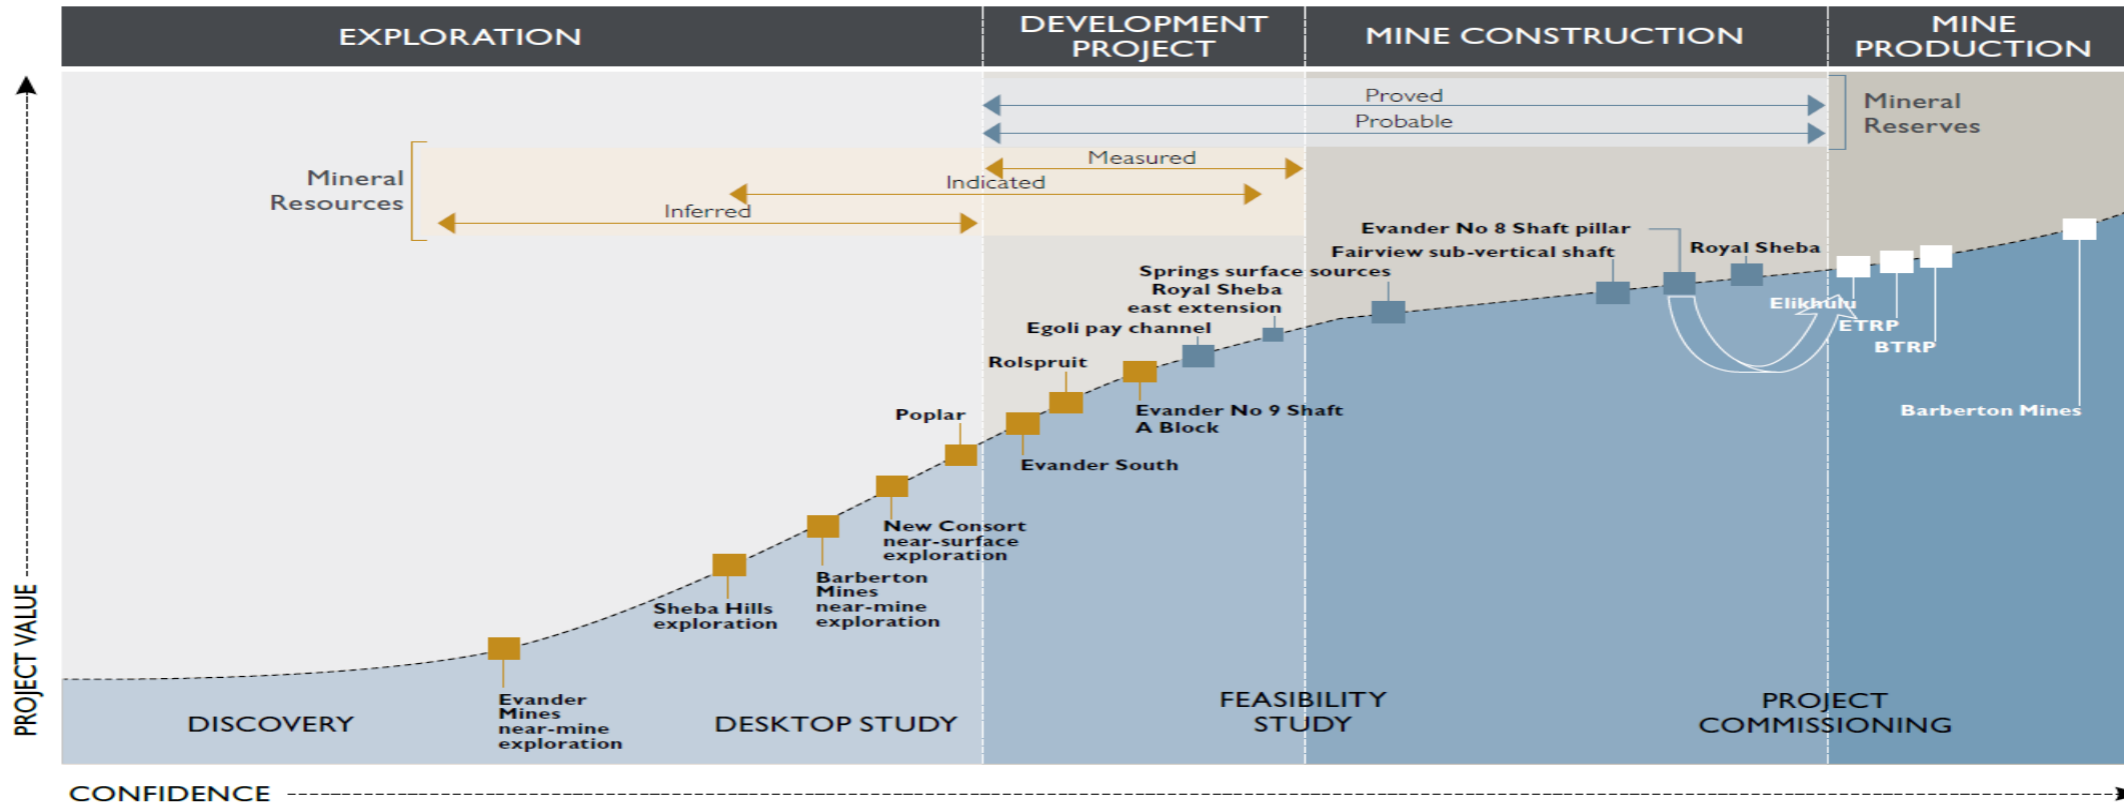 EXPLORATION
DEVELOPMENT
PROJECT
MINE CONSTRUCTION
MINE
PRODUCTION
Proved
Probable
Mineral
Reserves
Measured
Indicated
Inferred
Mineral
Resources
Evander No 8 Shaft pillar
Fairview sub-vertical shaft
Royal Sheba
Springs surface sources
Royal Sheba
east extension
Egoli pay channel
Rolspruit
Poplar
Elikhulu
ETRP
BTRP
Barberton Mines
Evander No 9 Shaft
A Block
Evander South
New Consort
near-surface
exploration
Barberton
Mines
near-mine
exploration
Sheba Hills
exploration
Evander
Mines
near-mine
exploration
DISCOVERY
DESKTOP STUDY
FEASIBILITY
STUDY
PROJECT
COMMISSIONING
PROJECT VALUE
CONFIDENCE